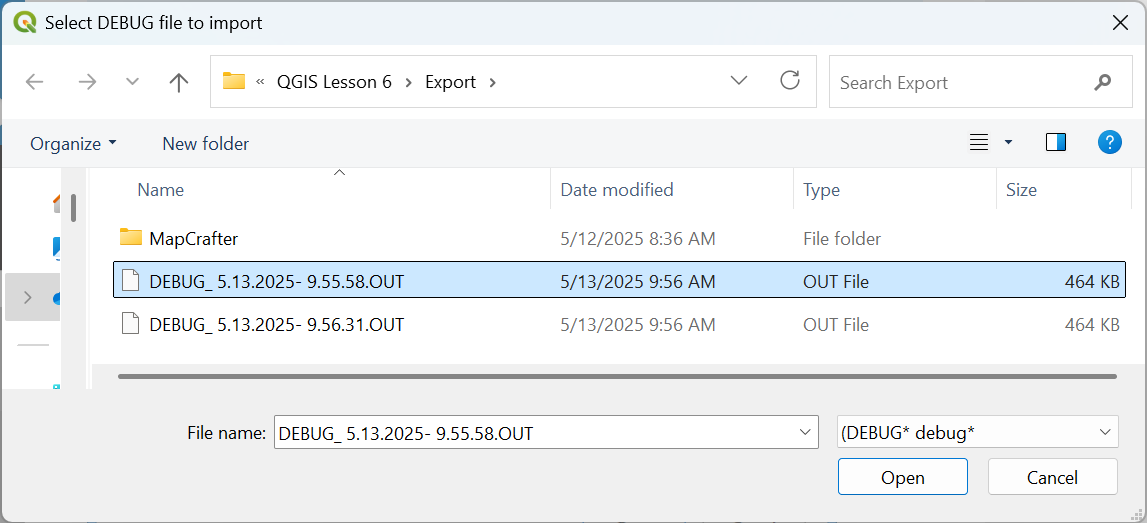 Select DEBUG file to import
« QGIS Lesson 6 > Export >
Search Export
Organize New folder ?
Name Date modified Type Size
MapCrafter 5/12/2025 8:36 AM File folder
DEBUG_ 5.13.2025- 9.55.58.OUT 5/13/2025 9:56 AM OUT File 464 KB
DEBUG_ 5.13.2025- 9.56.31.OUT 5/13/2025 9:56 AM OUT File 464 KB
File name: DEBUG_ 5.13.2025- 9.55.58.OUT (DEBUG* debug*
Open Cancel